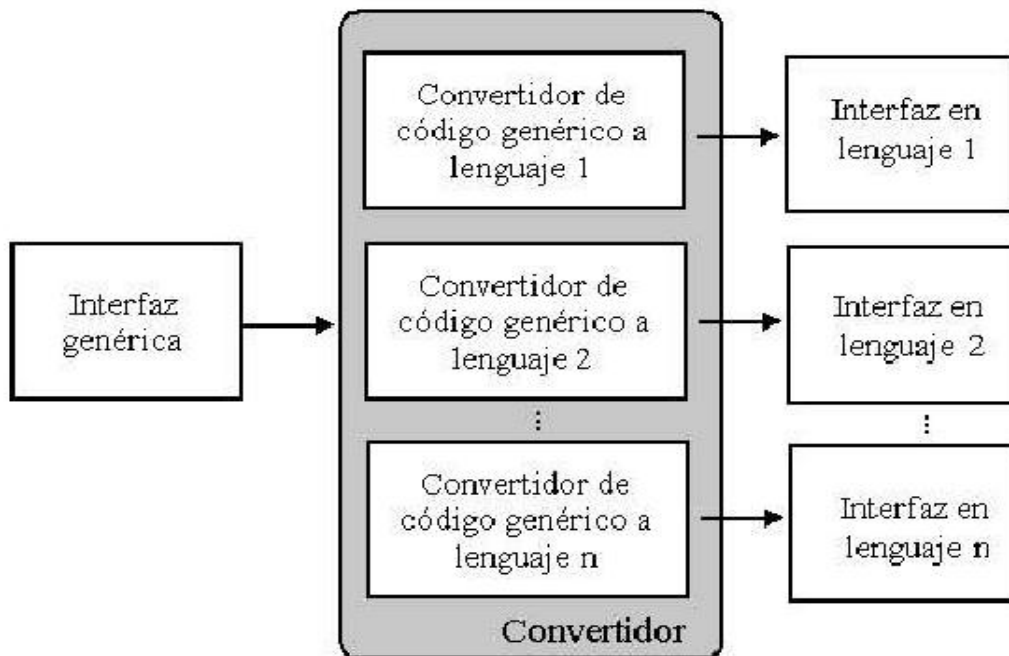 Convertidor de
código genérico a
lenguaje 1
Interfaz en
lenguaje 1
Interfaz
genérica
Convertidor de
código genérico a
lenguaje 2
Interfaz en
lenguaje 2
Convertidor de
código genérico a
lenguaje n
Interfaz en
lenguaje n
Convertidor